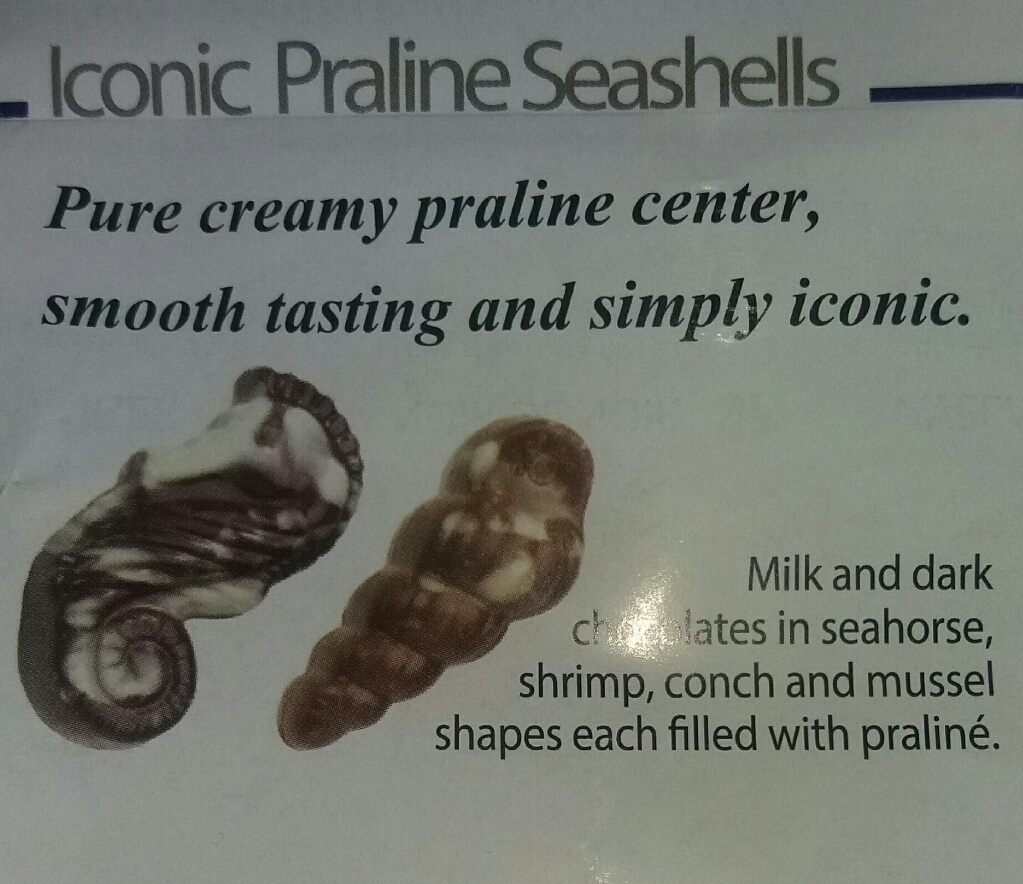 Iconic Praline Seashells
Pure creamy praline center,
smooth tasting and simply iconic.
Milk and dark
chocolates in seahorse,
shrimp, conch and mussel
shapes each filled with praliné.